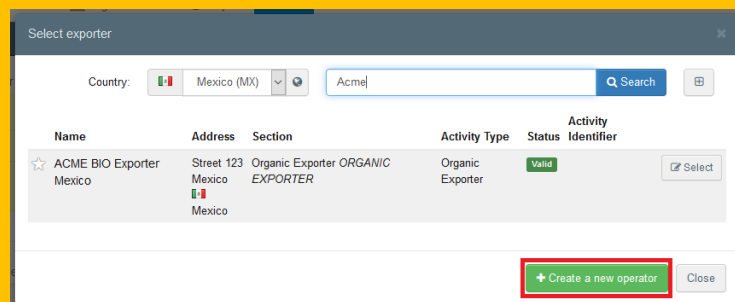 Select exporter
Country: Mexico (MX) Acme Search
Name Address Section Activity Type Status Activity Identifier
ACME BIO Exporter Street 123 Organic Exporter ORGANIC Organic Valid Select
Mexico Mexico EXPORTER Exporter
Mexico
Create a new operator Close